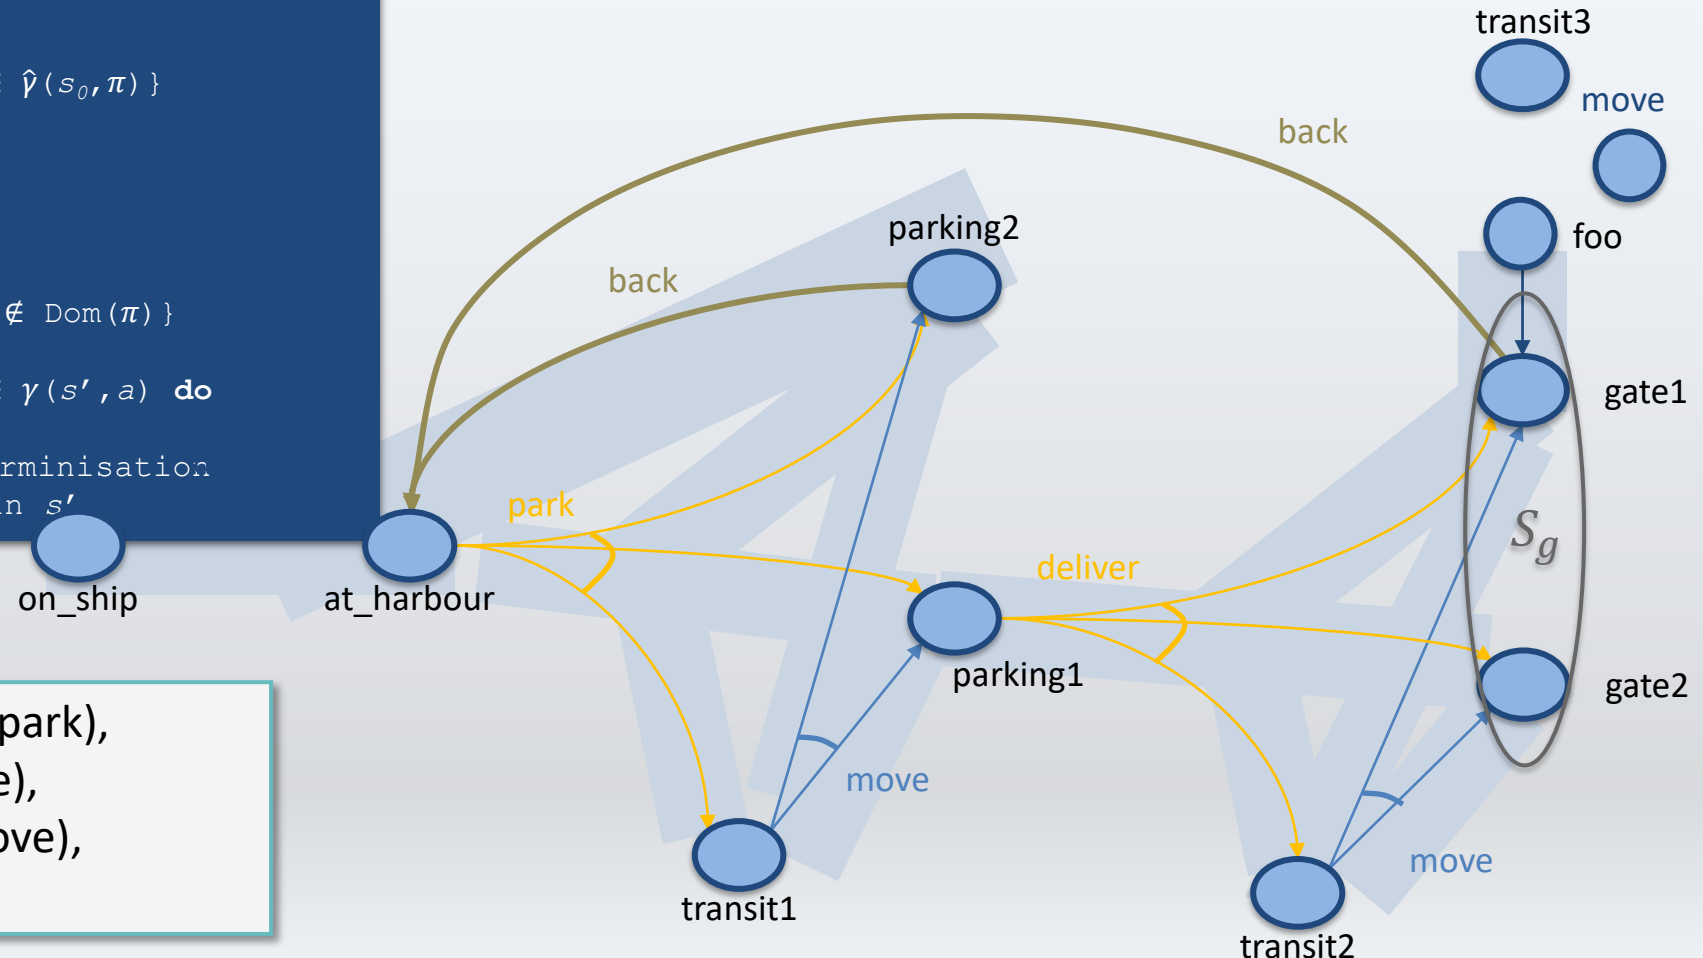 γ̂(s₀,π)}
∉ Dom(π)}
γ(s′,a) do
rminisation
n s′
transit3
move
back
parking2
foo
back
gate1
park
S_g
deliver
on_ship
at_harbour
parking1
gate2
park),
e),
ove),
move
move
transit1
transit2